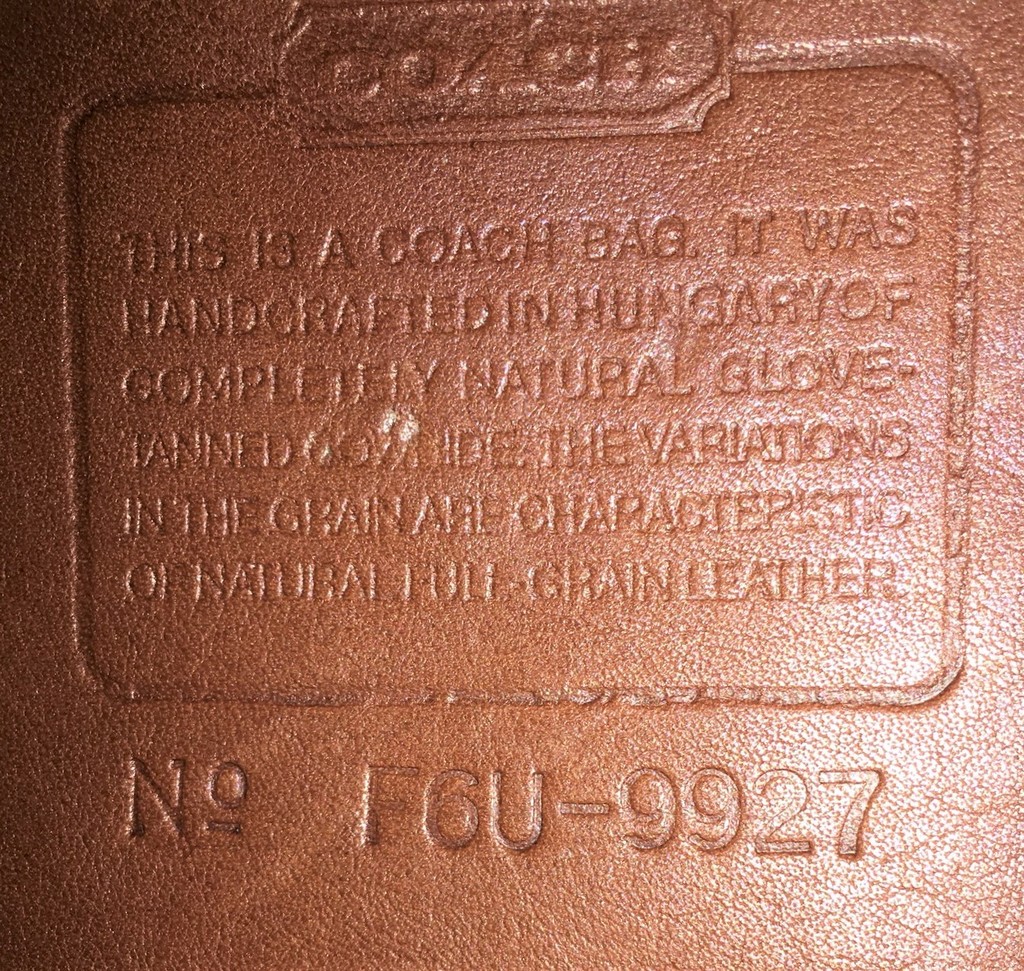 COACH
THIS IS A COACH BAG. IT WAS
HANDCRAFTED IN HUNGARY OF
COMPLETELY NATURAL GLOVE-
TANNED COWHIDE. THE VARIATIONS
IN THE GRAIN ARE CHARACTERISTIC
OF NATURAL FULL-GRAIN LEATHER.
Nº F6U-9927